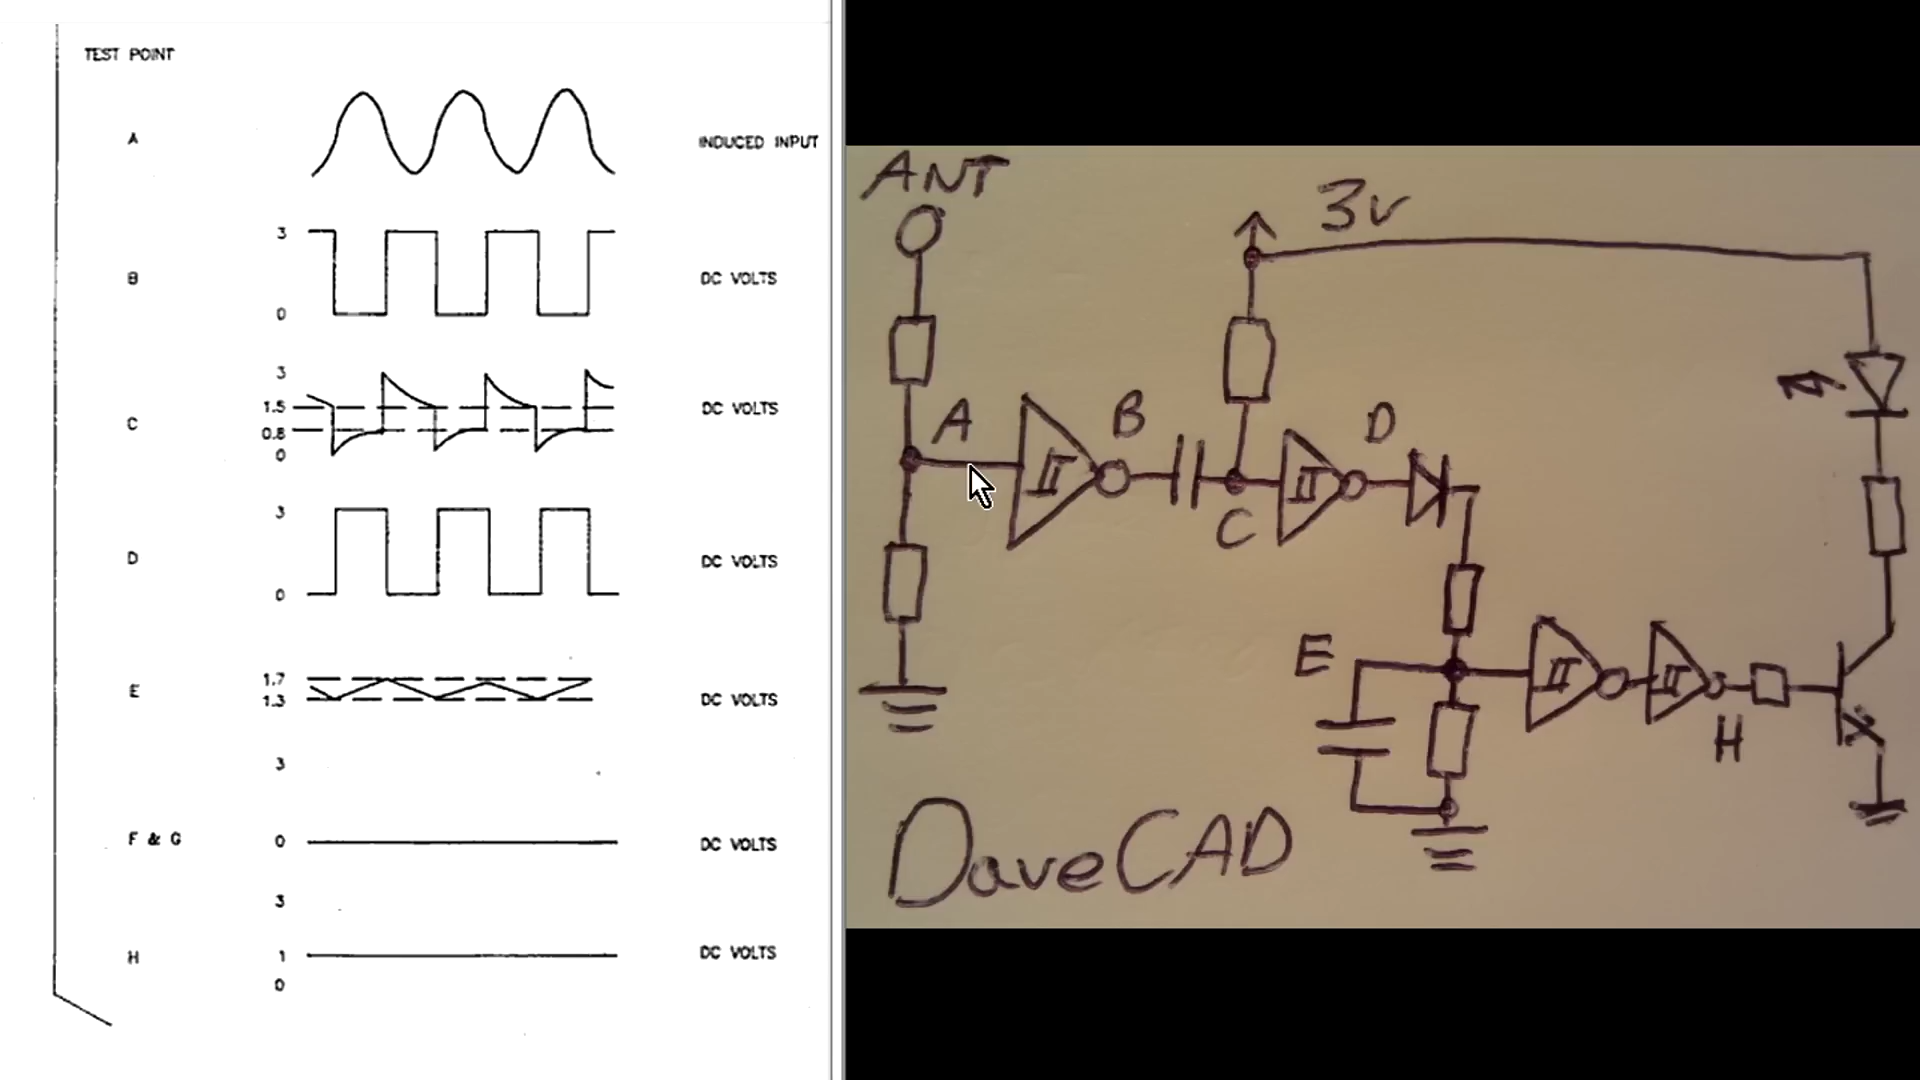 TEST POINT
A
INDUCED INPUT
3
B
DC VOLTS
0
3
1.5
DC VOLTS
C
0.8
0
3
D
DC VOLTS
0
1.7
E
1.3
DC VOLTS
3
F & G
0
DC VOLTS
3
H
1
DC VOLTS
0
ANT
3v
A
B
C
D
E
H
DaveCAD